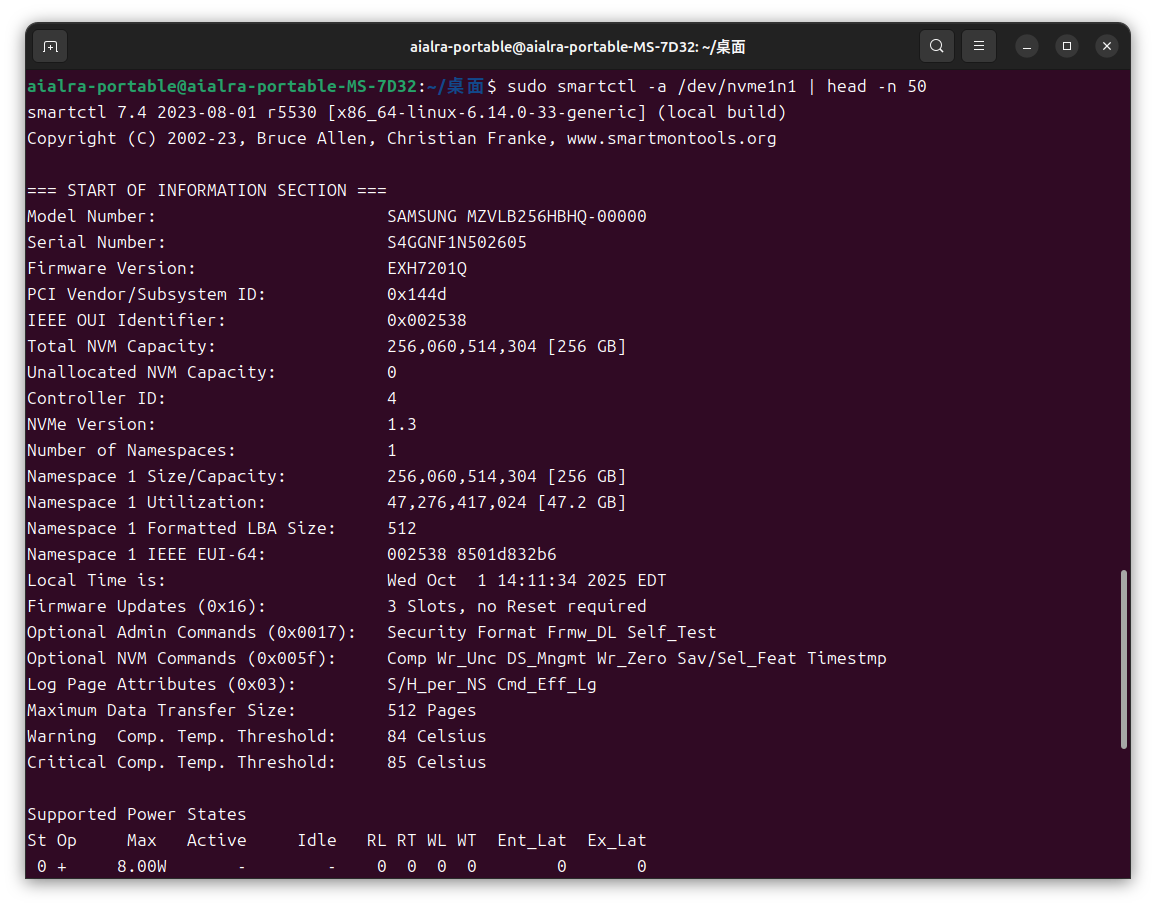 aialra-portable@aialra-portable-MS-7D32: ~/桌面
aialra-portable@aialra-portable-MS-7D32:~/桌面$ sudo smartctl -a /dev/nvme1n1 | head -n 50
smartctl 7.4 2023-08-01 r5530 [x86_64-linux-6.14.0-33-generic] (local build)
Copyright (C) 2002-23, Bruce Allen, Christian Franke, www.smartmontools.org

=== START OF INFORMATION SECTION ===
Model Number:                       SAMSUNG MZVLB256HBHQ-00000
Serial Number:                      S4GGNF1N502605
Firmware Version:                   EXH7201Q
PCI Vendor/Subsystem ID:            0x144d
IEEE OUI Identifier:                0x002538
Total NVM Capacity:                 256,060,514,304 [256 GB]
Unallocated NVM Capacity:           0
Controller ID:                      4
NVMe Version:                       1.3
Number of Namespaces:               1
Namespace 1 Size/Capacity:          256,060,514,304 [256 GB]
Namespace 1 Utilization:            47,276,417,024 [47.2 GB]
Namespace 1 Formatted LBA Size:     512
Namespace 1 IEEE EUI-64:            002538 8501d832b6
Local Time is:                      Wed Oct  1 14:11:34 2025 EDT
Firmware Updates (0x16):            3 Slots, no Reset required
Optional Admin Commands (0x0017):   Security Format Frmw_DL Self_Test
Optional NVM Commands (0x005f):     Comp Wr_Unc DS_Mngmt Wr_Zero Sav/Sel_Feat Timestmp
Log Page Attributes (0x03):         S/H_per_NS Cmd_Eff_Lg
Maximum Data Transfer Size:         512 Pages
Warning  Comp. Temp. Threshold:     84 Celsius
Critical Comp. Temp. Threshold:     85 Celsius

Supported Power States
St Op     Max   Active     Idle   RL RT WL WT  Ent_Lat  Ex_Lat
 0 +     8.00W       -        -    0  0  0  0        0       0